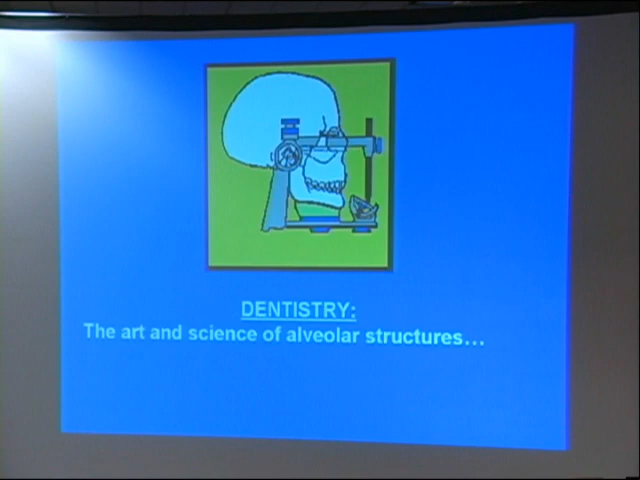 DENTISTRY:
The art and science of alveolar structures...